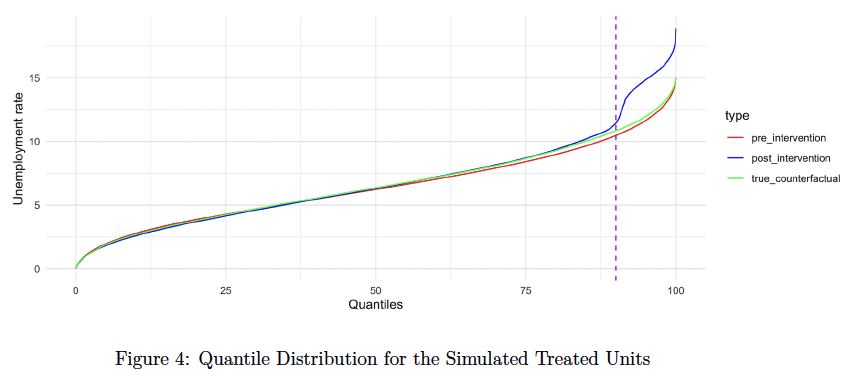 Unemployment rate
15
10
5
0
0 25 50 75 100
Quantiles
type
pre_intervention
post_intervention
true_counterfactual
Figure 4: Quantile Distribution for the Simulated Treated Units